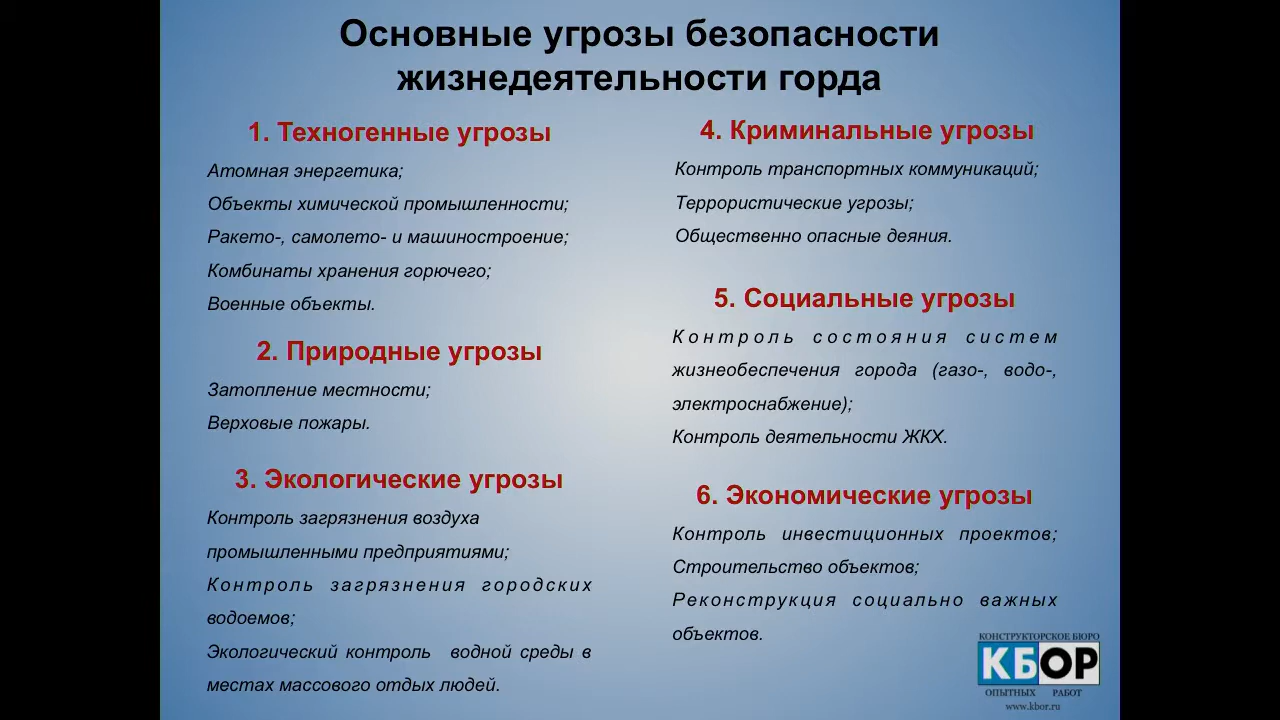 Основные угрозы безопасности
жизнедеятельности горда
1. Техногенные угрозы
Атомная энергетика;
Объекты химической промышленности;
Ракето-, самолето- и машиностроение;
Комбинаты хранения горючего;
Военные объекты.
2. Природные угрозы
Затопление местности;
Верховые пожары.
3. Экологические угрозы
Контроль загрязнения воздуха
промышленными предприятиями;
Контроль загрязнения городских
водоемов;
Экологический контроль водной среды в
местах массового отдых людей.
4. Криминальные угрозы
Контроль транспортных коммуникаций;
Террористические угрозы;
Общественно опасные деяния.
5. Социальные угрозы
Контроль состояния систем
жизнеобеспечения города (газо-, водо-,
электроснабжение);
Контроль деятельности ЖКХ.
6. Экономические угрозы
Контроль инвестиционных проектов;
Строительство объектов;
Реконструкция социально важных
объектов.
КОНСТРУКТОРСКОЕ БЮРО
КБОР
ОПЫТНЫХ РАБОТ
www.kbor.ru